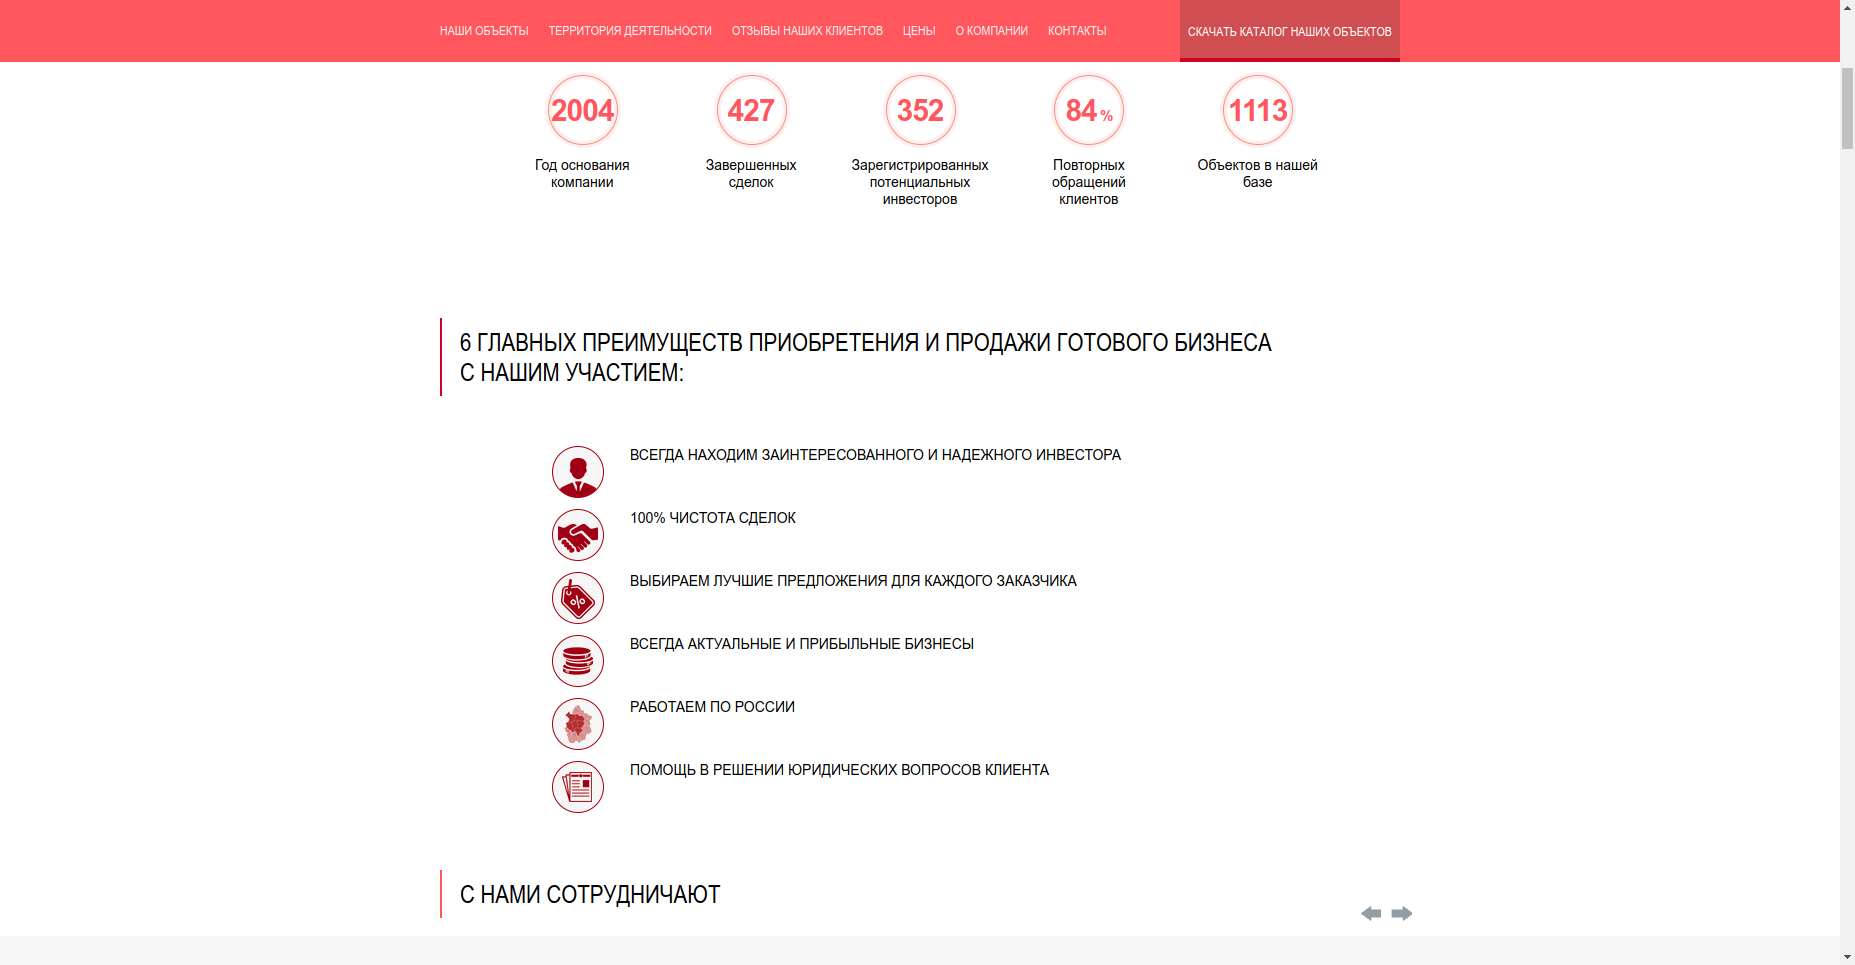 НАШИ ОБЪЕКТЫ ТЕРРИТОРИЯ ДЕЯТЕЛЬНОСТИ ОТЗЫВЫ НАШИХ КЛИЕНТОВ ЦЕНЫ О КОМПАНИИ КОНТАКТЫ СКАЧАТЬ КАТАЛОГ НАШИХ ОБЪЕКТОВ
2004
Год основания
компании
427
Завершенных
сделок
352
Зарегистрированных
потенциальных
инвесторов
84 %
Повторных
обращений
клиентов
1113
Объектов в нашей
базе
6 ГЛАВНЫХ ПРЕИМУЩЕСТВ ПРИОБРЕТЕНИЯ И ПРОДАЖИ ГОТОВОГО БИЗНЕСА
С НАШИМ УЧАСТИЕМ:
ВСЕГДА НАХОДИМ ЗАИНТЕРЕСОВАННОГО И НАДЕЖНОГО ИНВЕСТОРА
100% ЧИСТОТА СДЕЛОК
%
ВЫБИРАЕМ ЛУЧШИЕ ПРЕДЛОЖЕНИЯ ДЛЯ КАЖДОГО ЗАКАЗЧИКА
ВСЕГДА АКТУАЛЬНЫЕ И ПРИБЫЛЬНЫЕ БИЗНЕСЫ
РАБОТАЕМ ПО РОССИИ
ПОМОЩЬ В РЕШЕНИИ ЮРИДИЧЕСКИХ ВОПРОСОВ КЛИЕНТА
С НАМИ СОТРУДНИЧАЮТ